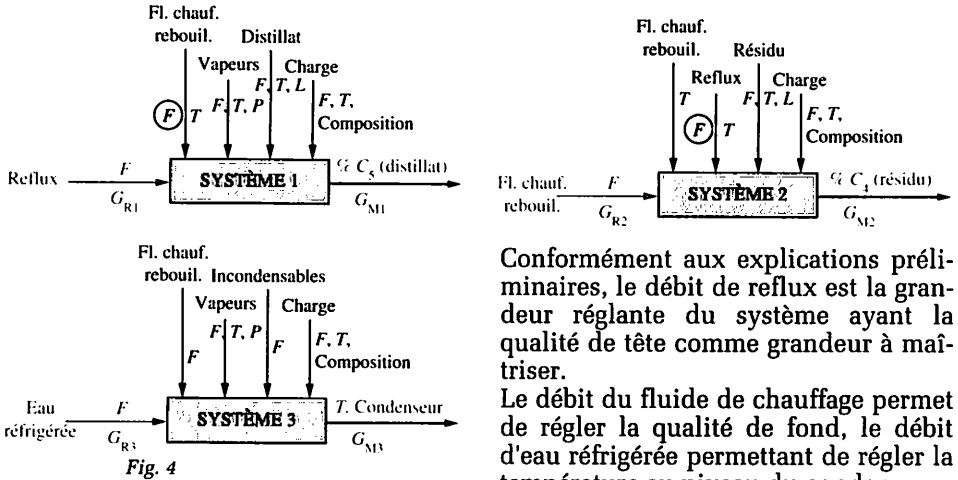 Fl. chauf.
rebouil. Distillat
Vapeurs Charge
F T F, T, P F, T, L F, T,
Composition
Reflux F SYSTÈME 1 % C5 (distillat)
GR1 GM1
Fl. chauf.
rebouil. Incondensables
Vapeurs Charge
F F, T, P F F, T,
Composition
Eau F SYSTÈME 3 T. Condenseur
réfrigérée GR3 GM3
Fig. 4
Fl. chauf.
rebouil. Résidu
Reflux Charge
T F T F, T, L F, T,
Composition
Fl. chauf. F SYSTÈME 2 % C4 (résidu)
rebouil. GR2 GM2
Conformément aux explications préli-
minaires, le débit de reflux est la gran-
deur réglante du système ayant la
qualité de tête comme grandeur à maî-
triser.
Le débit du fluide de chauffage permet
de régler la qualité de fond, le débit
d'eau réfrigérée permettant de régler la